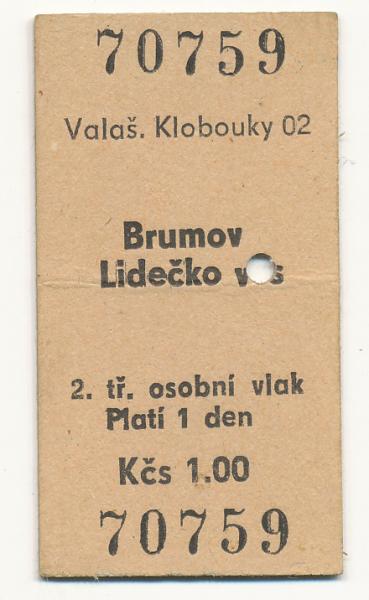 70759
Valaš. Klobouky 02
Brumov
Lidečko
2. tř. osobní vlak
Platí 1 den
Kčs 1.00
70759